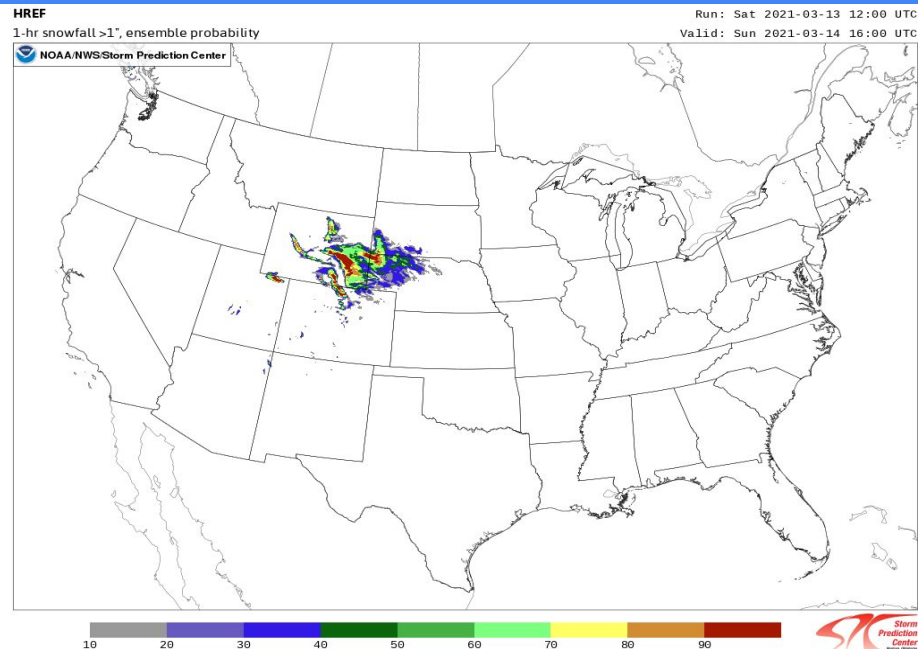 HREF
Run: Sat 2021-03-13 12:00 UTC
1-hr snowfall >1", ensemble probability
Valid: Sun 2021-03-14 16:00 UTC
NOAA/NWS/Storm Prediction Center
10 20 30 40 50 60 70 80 90
Storm
Prediction
Center